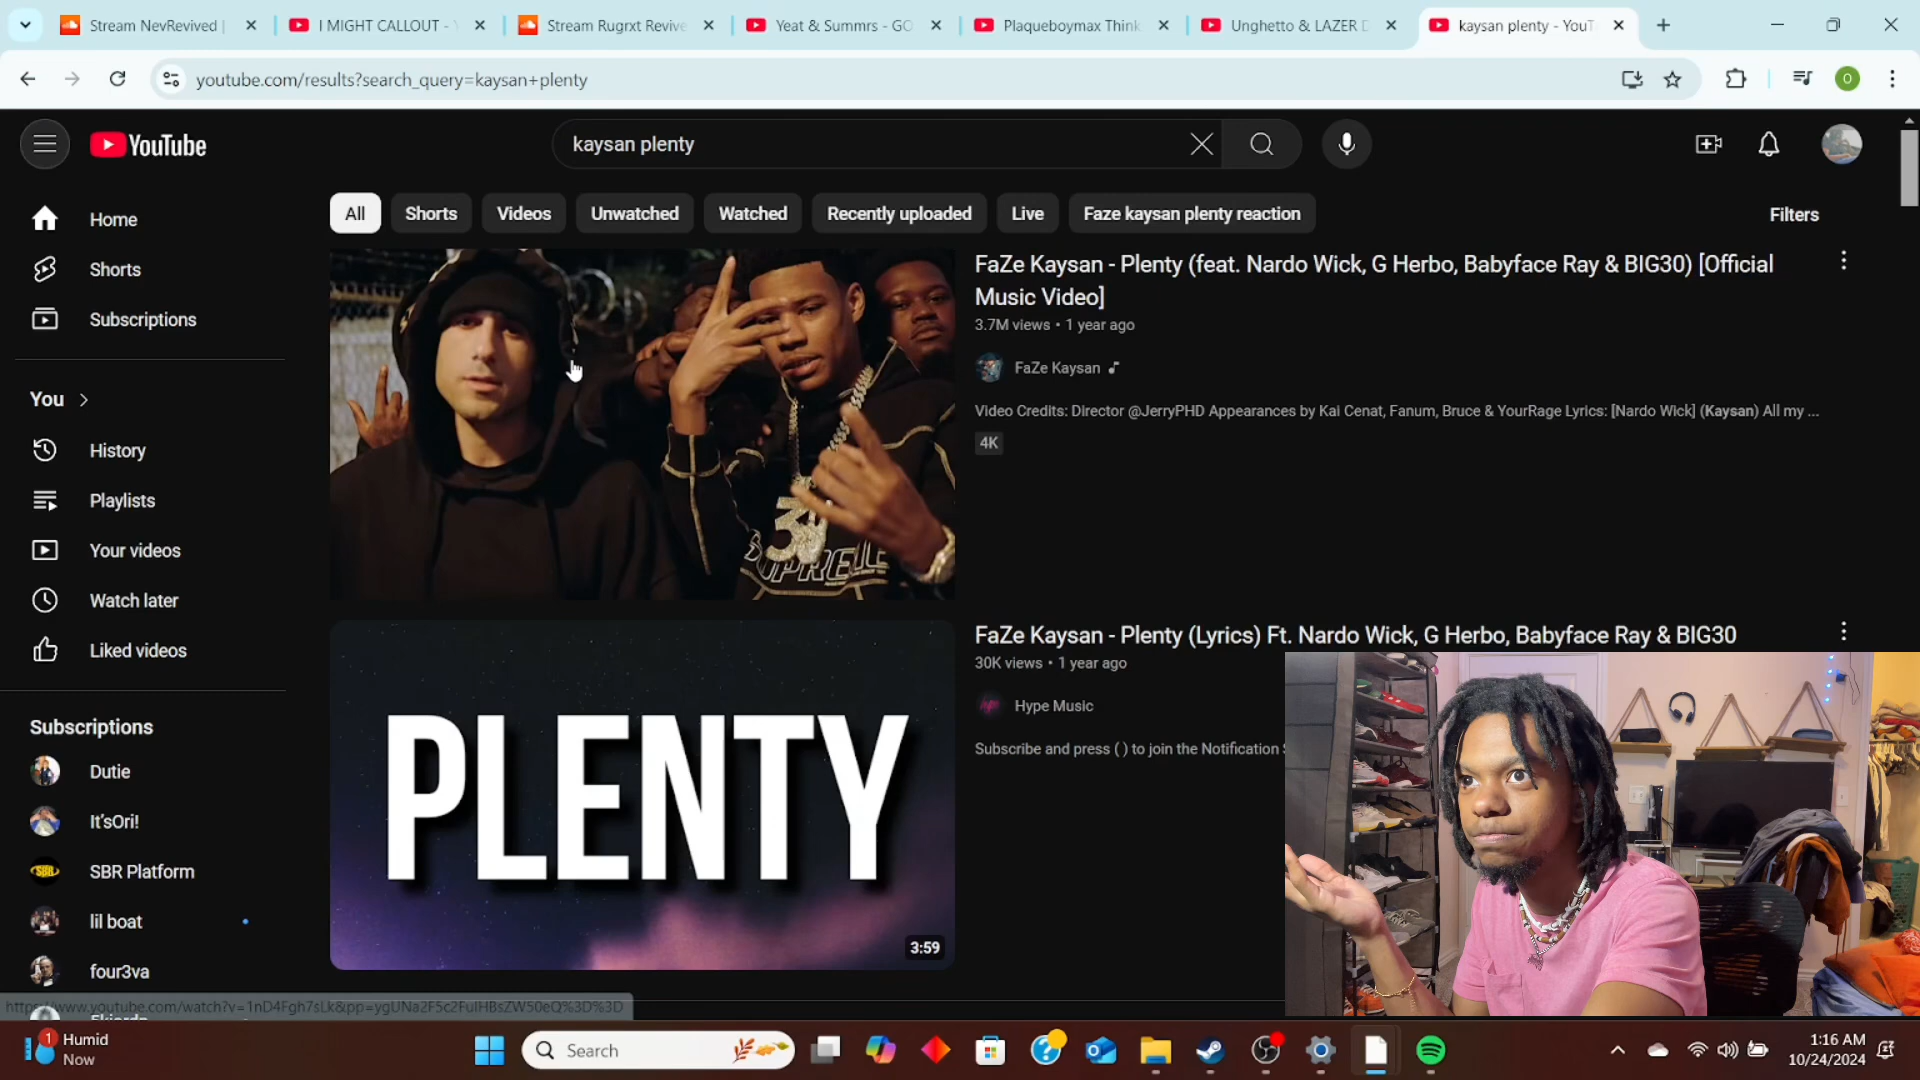 Stream NevRevived |
I MIGHT CALLOUT - Y
Stream Rugrxt Revive
Yeat & Summrs - GO
Plaqueboymax Think
Unghetto & LAZER D
kaysan plenty - YouT
youtube.com/results?search_query=kaysan+plenty
O
YouTube
kaysan plenty
Home
Shorts
Subscriptions
You
History
Playlists
Your videos
Watch later
Liked videos
Subscriptions
Dutie
It'sOri!
SBR Platform
lil boat
four3va
All
Shorts
Videos
Unwatched
Watched
Recently uploaded
Live
Faze kaysan plenty reaction
Filters
FaZe Kaysan - Plenty (feat. Nardo Wick, G Herbo, Babyface Ray & BIG30) [Official
Music Video]
3.7M views • 1 year ago
FaZe Kaysan
Video Credits: Director @JerryPHD Appearances by Kai Cenat, Fanum, Bruce & YourRage Lyrics: [Nardo Wick] (Kaysan) All my ...
4K
PLENTY
3:59
FaZe Kaysan - Plenty (Lyrics) Ft. Nardo Wick, G Herbo, Babyface Ray & BIG30
30K views • 1 year ago
Hype Music
Subscribe and press ( ) to join the Notification
1
Humid
Now
Search
1:16 AM
10/24/2024